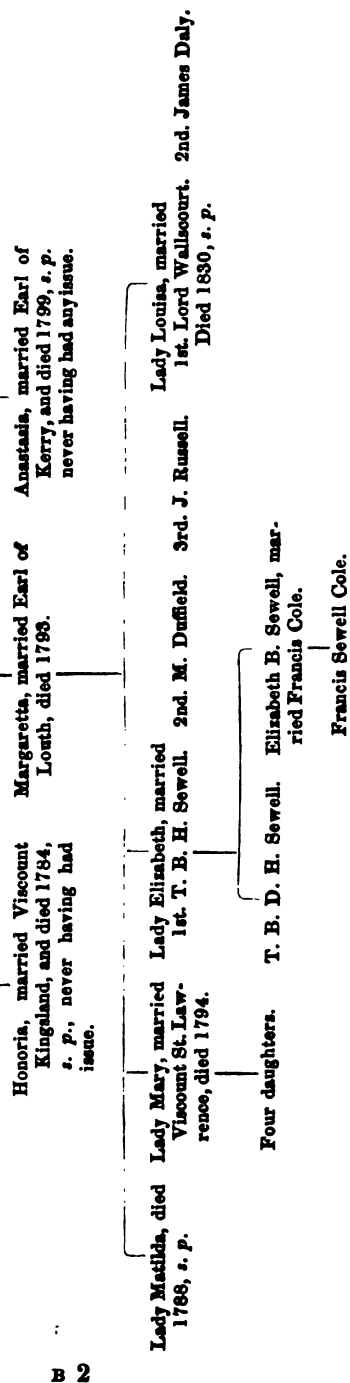 Honoria, married Viscount
Kingsland, and died 1784,
s. p., never having had
issue.
Margaretta, married Earl of
Louth, died 1793.
Anastasia, married Earl of
Kerry, and died 1799, s. p.
never having had any issue.
Lady Matilda, died
1788, s. p.
Lady Mary, married
Viscount St. Law-
rence, died 1794.
Lady Elizabeth, married
1st. T. B. H. Sewell. 2nd. M. Duffield. 3rd. J. Russell.
Lady Louisa, married
1st. Lord Wallscourt. 2nd. James Daly.
Died 1830, s. p.
Four daughters.
T. B. D. H. Sewell.
Elizabeth B. Sewell, mar-
ried Francis Cole.
Francis Sewell Cole.
B 2